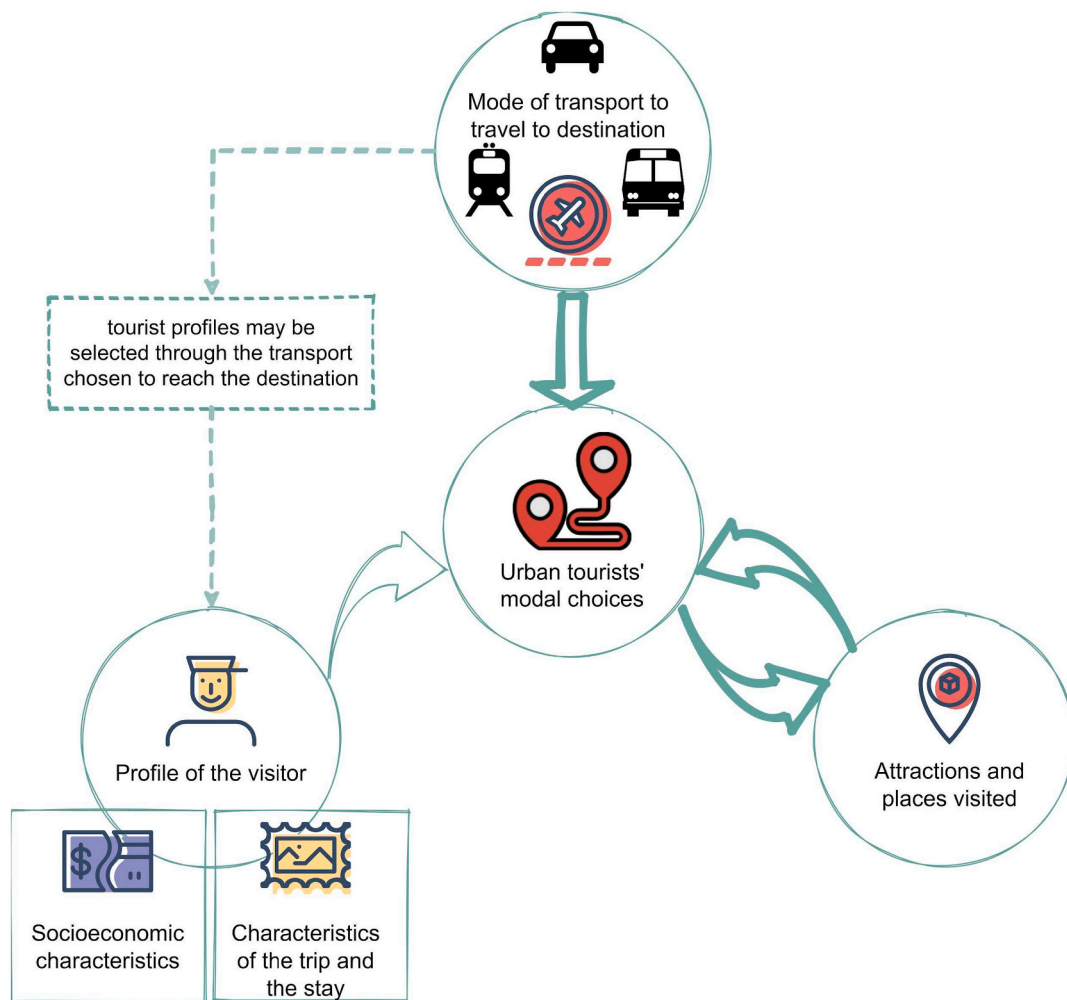 Mode of transport to
travel to destination
tourist profiles may be
selected through the transport
chosen to reach the destination
Urban tourists'
modal choices
Profile of the visitor
Attractions and
places visited
$
Socioeconomic
characteristics
Characteristics
of the trip and
the stay